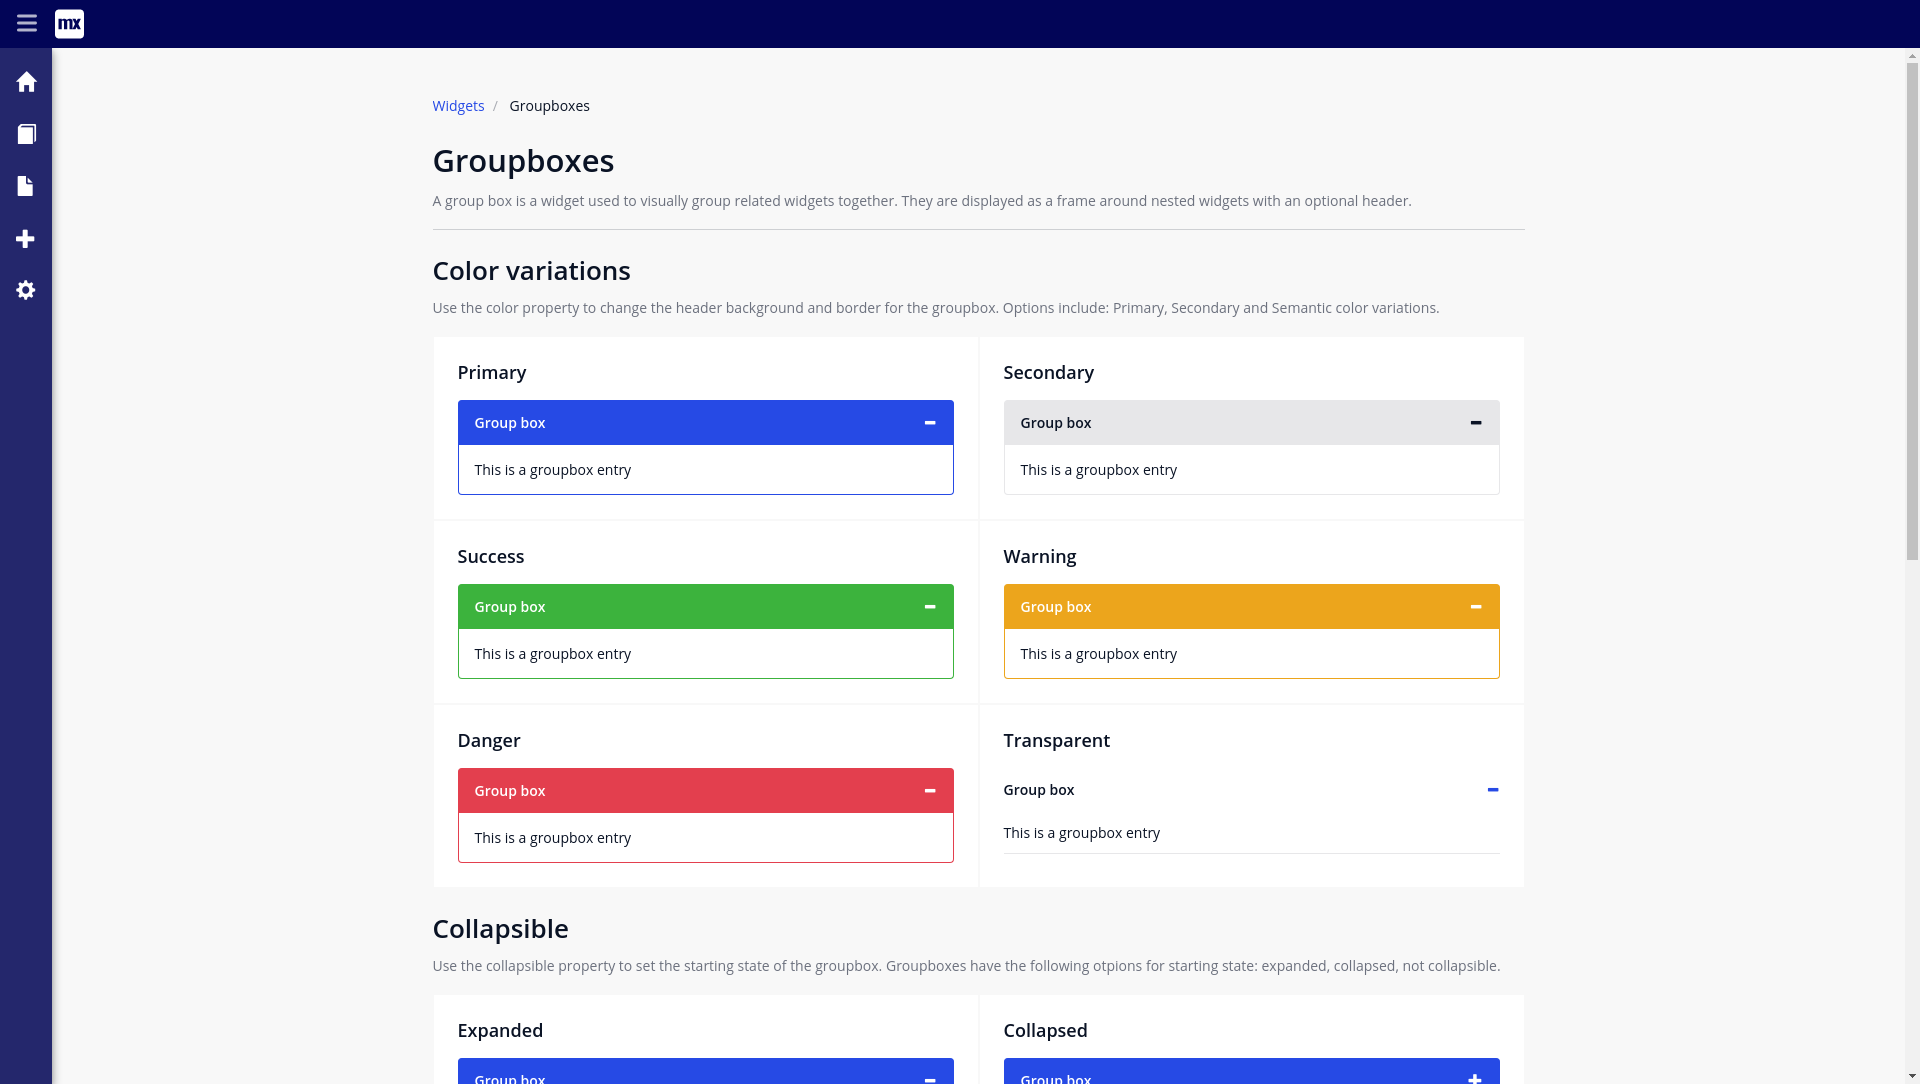 mx
Widgets / Groupboxes
Groupboxes
A group box is a widget used to visually group related widgets together. They are displayed as a frame around nested widgets with an optional header.
Color variations
Use the color property to change the header background and border for the groupbox. Options include: Primary, Secondary and Semantic color variations.
Primary
Group box
This is a groupbox entry
Secondary
Group box
This is a groupbox entry
Success
Group box
This is a groupbox entry
Warning
Group box
This is a groupbox entry
Danger
Group box
This is a groupbox entry
Transparent
Group box
This is a groupbox entry
Collapsible
Use the collapsible property to set the starting state of the groupbox. Groupboxes have the following otpions for starting state: expanded, collapsed, not collapsible.
Expanded
Group box
Collapsed
Group box